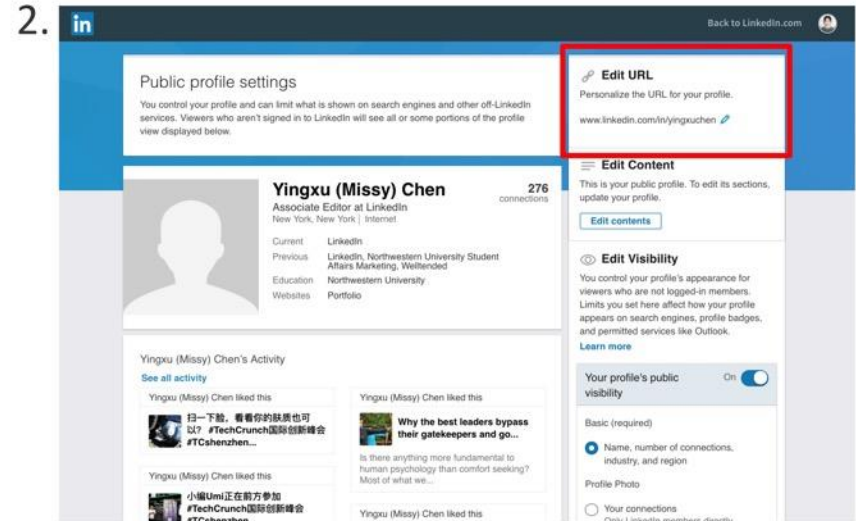 2.
in
Back to LinkedIn.com
Public profile settings
You control your profile and can limit what is shown on search engines and other off-LinkedIn
services. Viewers who aren't signed in to LinkedIn will see all or some portions of the profile
view displayed below.
Edit URL
Personalize the URL for your profile.
www.linkedin.com/in/yingxuchen
Edit Content
This is your public profile. To edit its sections,
update your profile.
Edit contents
Edit Visibility
You control your profile's appearance for
viewers who are not logged-in members.
Limits you set here affect how your profile
appears on search engines, profile badges,
and permitted services like Outlook.
Learn more
Your profile's public
visibility
On
Basic (required)
Name, number of connections,
industry, and region
Profile Photo
Your connections
Only LinkedIn members directly
Yingxu (Missy) Chen
276
connections
Associate Editor at LinkedIn
New York, New York | Internet
Current LinkedIn
Previous LinkedIn, Northwestern University Student
Affairs Marketing, Welltended
Education Northwestern University
Websites Portfolio
Yingxu (Missy) Chen's Activity
See all activity
Yingxu (Missy) Chen liked this
扫一下脸，看看你的肤质也可
以？ #TechCrunch国际创新峰会
#TCshenzhen...
Yingxu (Missy) Chen liked this
小编Umi正在前方参加
#TechCrunch国际创新峰会
#TCshenzhen
Yingxu (Missy) Chen liked this
Why the best leaders bypass
their gatekeepers and go...
Is there anything more fundamental to
human psychology than comfort seeking?
Most of what we...
Yingxu (Missy) Chen liked this